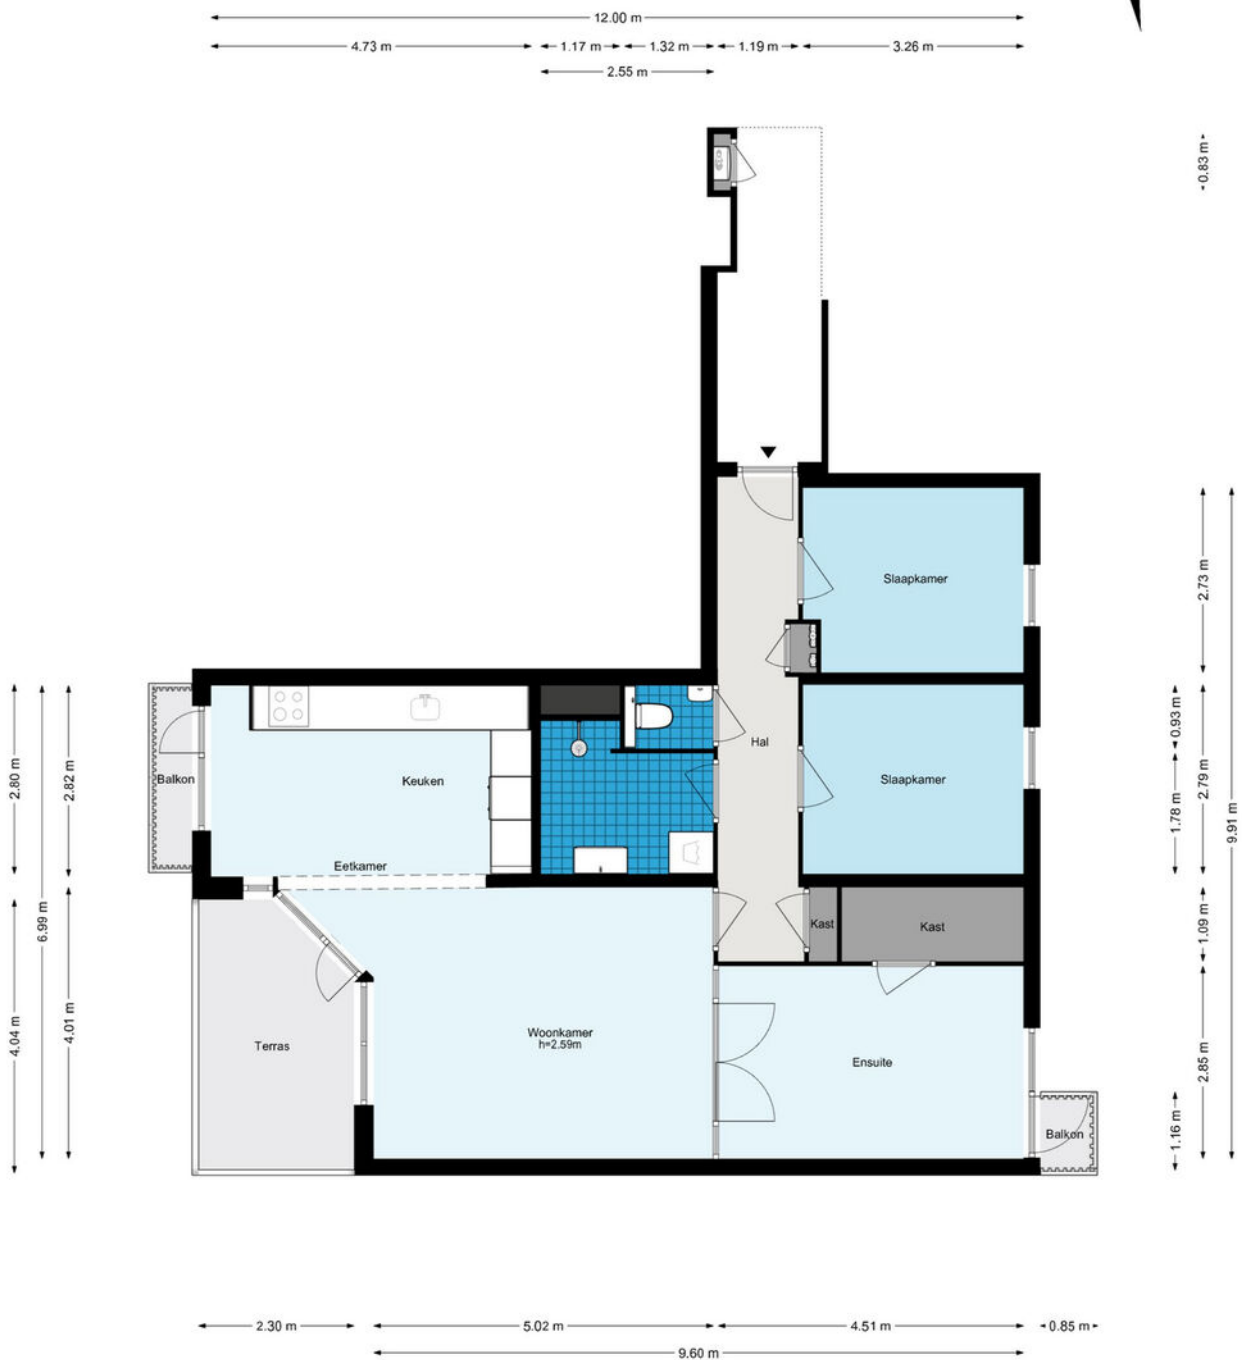 12.00 m
4.73 m
1.17 m
1.32 m
1.19 m
3.26 m
2.55 m
0.83 m
Slaapkamer
2.73 m
Hal
Balkon
Keuken
Slaapkamer
Eetkamer
2.80 m
2.82 m
6.99 m
4.04 m
4.01 m
0.93 m
1.78 m
2.79 m
9.91 m
1.09 m
2.85 m
1.16 m
Kast
Kast
Terras
Woonkamer
h=2.59m
Ensuite
Balkon
2.30 m
5.02 m
4.51 m
0.85 m
9.60 m